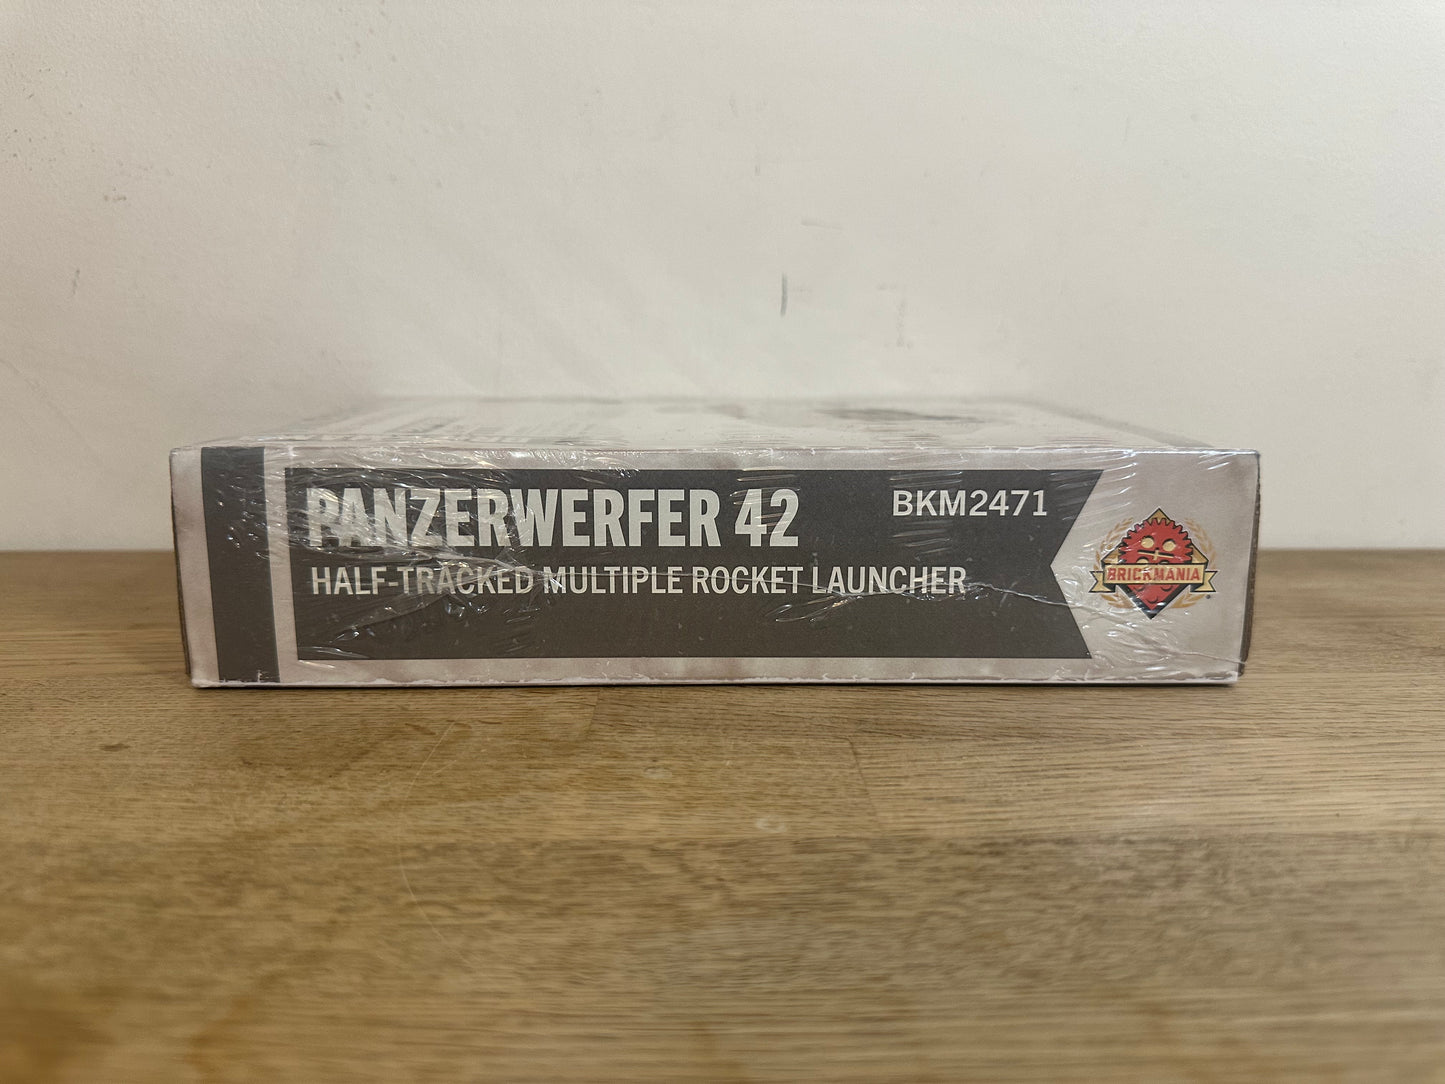 PANZERWERFER 42
BKM2471
HALF-TRACKED MULTIPLE ROCKET LAUNCHER
BRICKMANIA